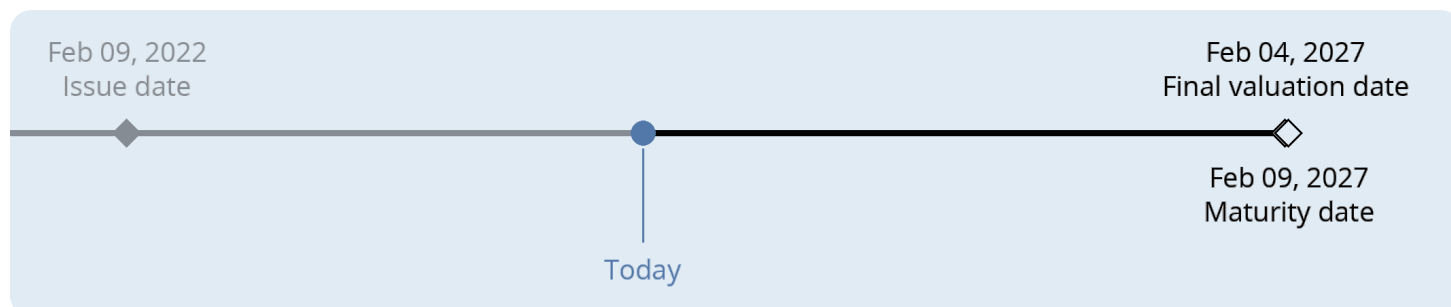 Feb 09, 2022
Issue date
Feb 04, 2027
Final valuation date
Feb 09, 2027
Maturity date
Today